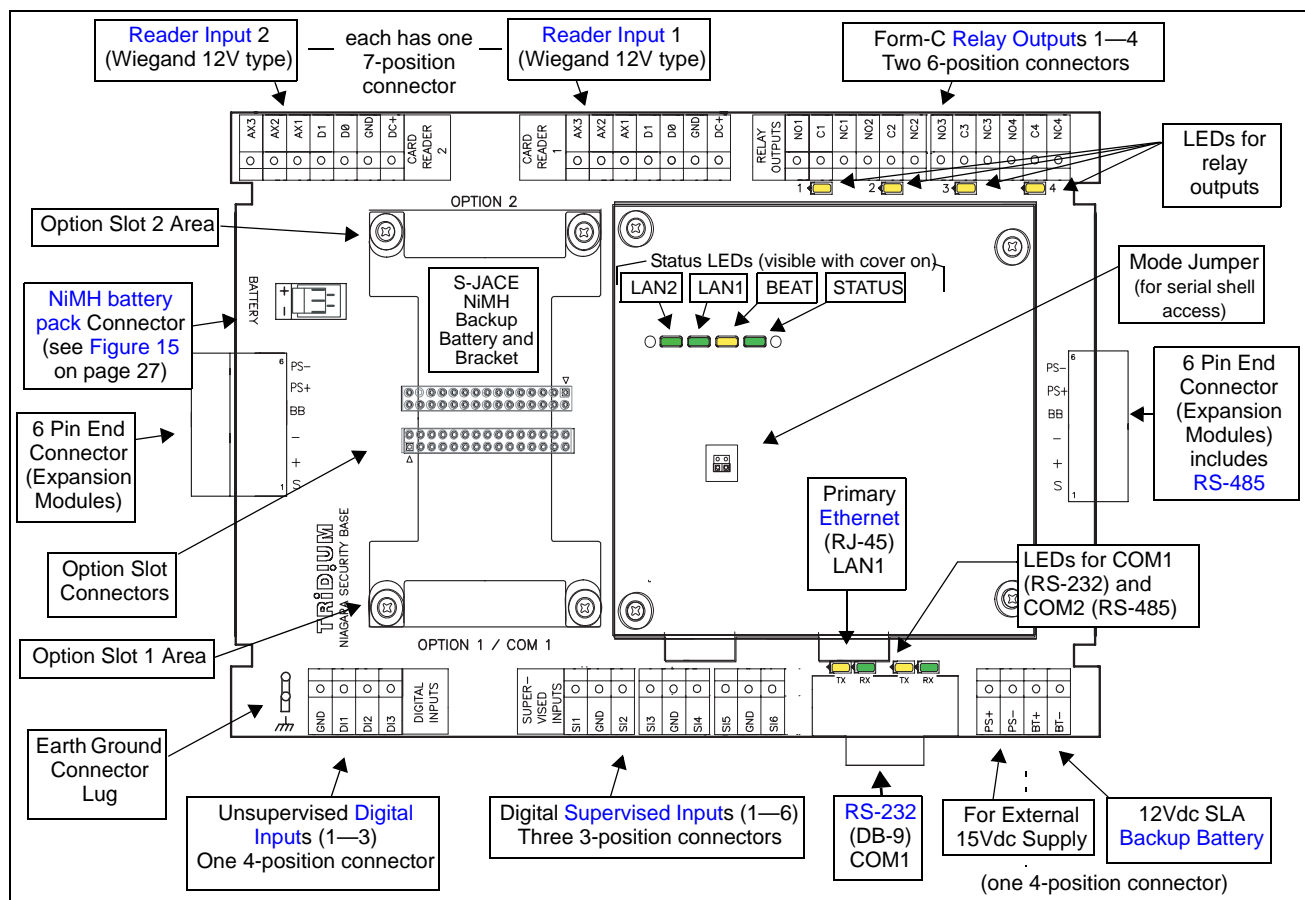 Reader Input 2
(Wiegand 12V type)
each has one
7-position
connector
Reader Input 1
(Wiegand 12V type)
Form-C Relay Outputs 1—4
Two 6-position connectors
AX3
AX2
AX1
D1
D0
GND
DC+
CARD
READER
2
CARD
READER
1
AX3
AX2
AX1
D1
D0
GND
DC+
RELAY
OUTPUTS
NO1
C1
NC1
NO2
C2
NC2
NO3
C3
NC3
NO4
C4
NC4
1
2
3
4
LEDs for
relay
outputs
Option Slot 2 Area
OPTION 2
Status LEDs (visible with cover on)
LAN2
LAN1
BEAT
STATUS
Mode Jumper
(for serial shell
access)
BATTERY
+
-
S-JACE
NiMH
Backup
Battery and
Bracket
NiMH battery
pack Connector
(see Figure 15
on page 27)
6
PS-
PS+
BB
-
+
S
1
6
PS-
PS+
BB
-
+
S
1
6 Pin End
Connector
(Expansion
Modules)
6 Pin End
Connector
(Expansion
Modules)
includes
RS-485
Primary
Ethernet
(RJ-45)
LAN1
LEDs for COM1
(RS-232) and
COM2 (RS-485)
Option Slot
Connectors
TRIDIUM
NIAGARA SECURITY BASE
Option Slot 1 Area
OPTION 1 / COM 1
TX
RX
TX
RX
GND
DI1
DI2
DI3
DIGITAL
INPUTS
SUPER-
VISED
INPUTS
SI1
GND
SI2
SI3
GND
SI4
SI5
GND
SI6
PS+
PS-
BT+
BT-
Earth Ground
Connector
Lug
Unsupervised Digital
Inputs (1—3)
One 4-position connector
Digital Supervised Inputs (1—6)
Three 3-position connectors
RS-232
(DB-9)
COM1
For External
15Vdc Supply
12Vdc SLA
Backup Battery
(one 4-position connector)